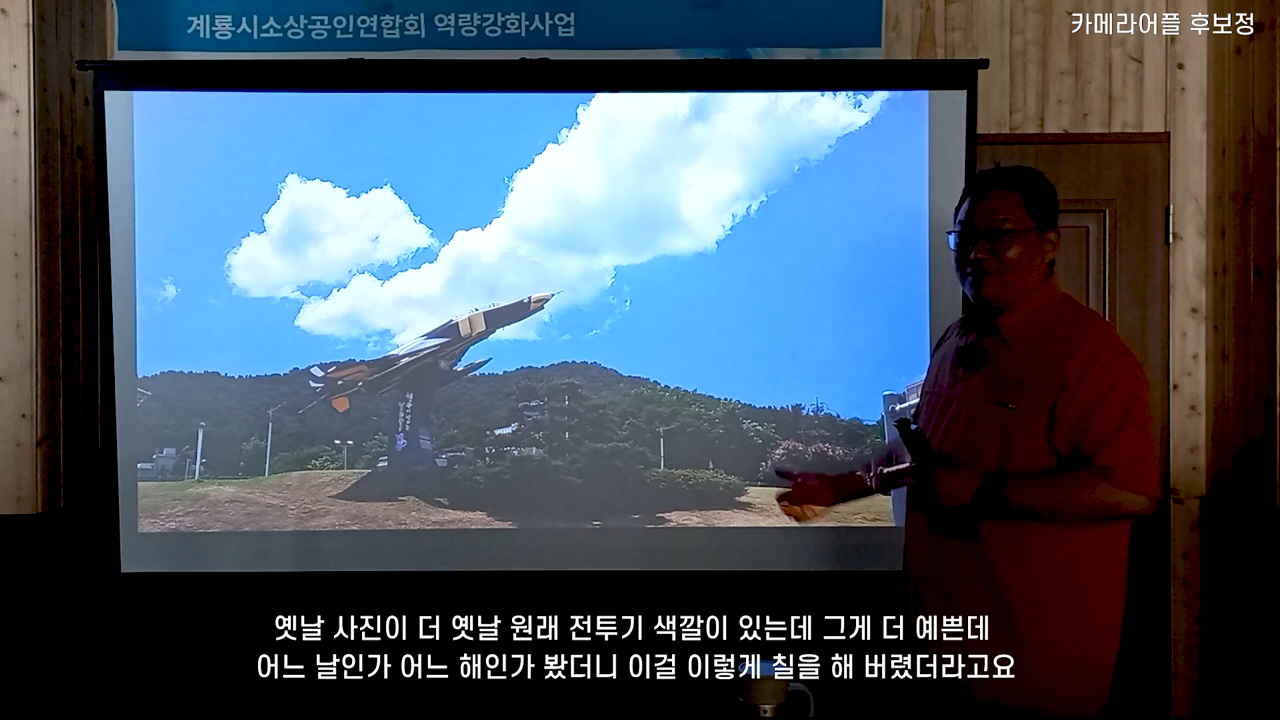 계룡시소상공인연합회 역량강화사업
카메라어플 후보정
옛날 사진이 더 옛날 원래 전투기 색깔이 있는데 그게 더 예쁜데
어느 날인가 어느 해인가 봤더니 이걸 이렇게 칠을 해 버렸더라고요